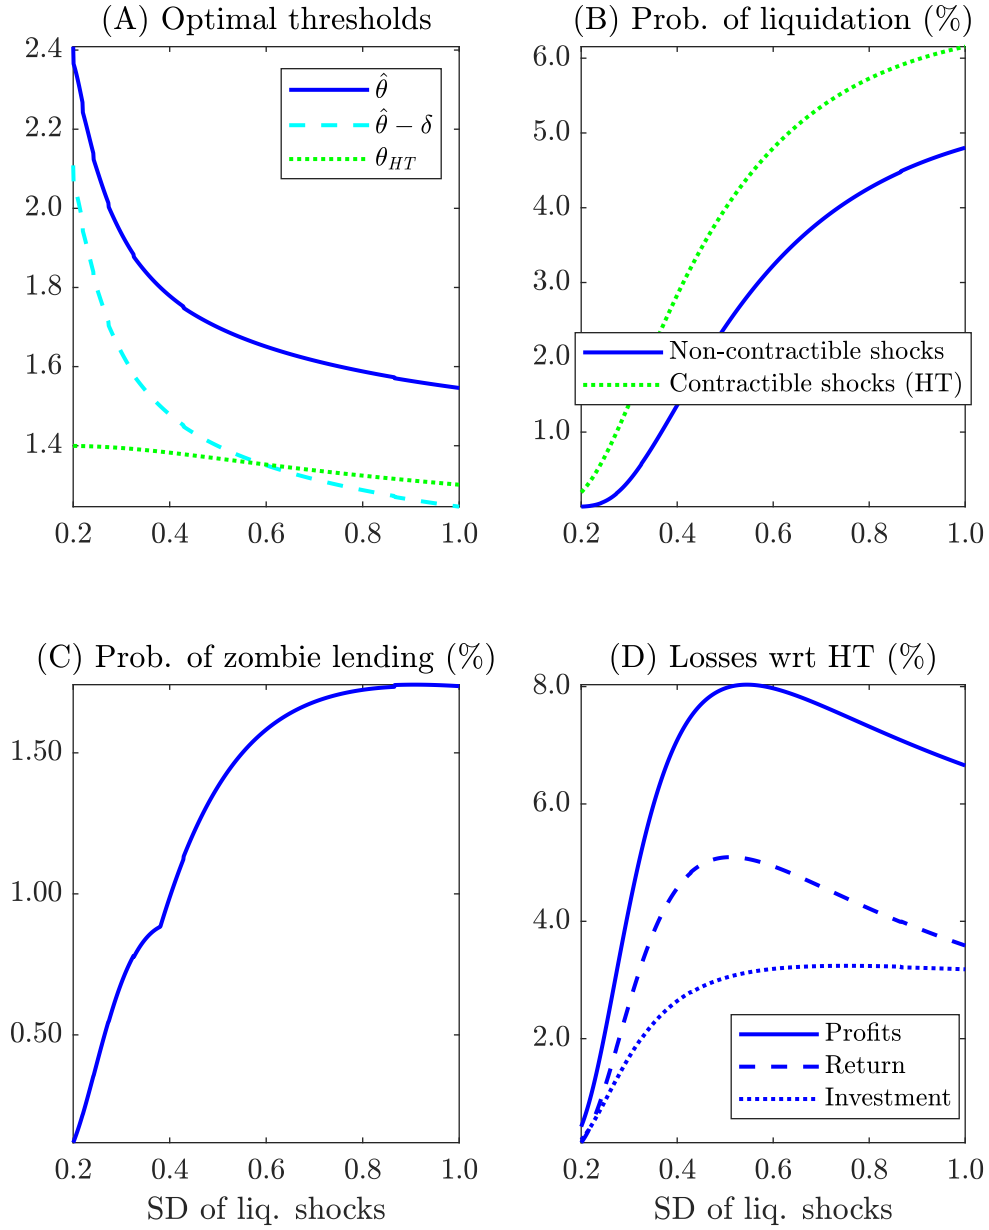 (A) Optimal thresholds
2.4
2.2
2.0
1.8
1.6
1.4
0.2 0.4 0.6 0.8 1.0
θ̂
θ̂ − δ
θ_HT
(B) Prob. of liquidation (%)
6.0
5.0
4.0
3.0
2.0
1.0
0.2 0.4 0.6 0.8 1.0
Non-contractible shocks
Contractible shocks (HT)
(C) Prob. of zombie lending (%)
1.50
1.00
0.50
0.2 0.4 0.6 0.8 1.0
SD of liq. shocks
(D) Losses wrt HT (%)
8.0
6.0
4.0
2.0
0.2 0.4 0.6 0.8 1.0
Profits
Return
Investment
SD of liq. shocks